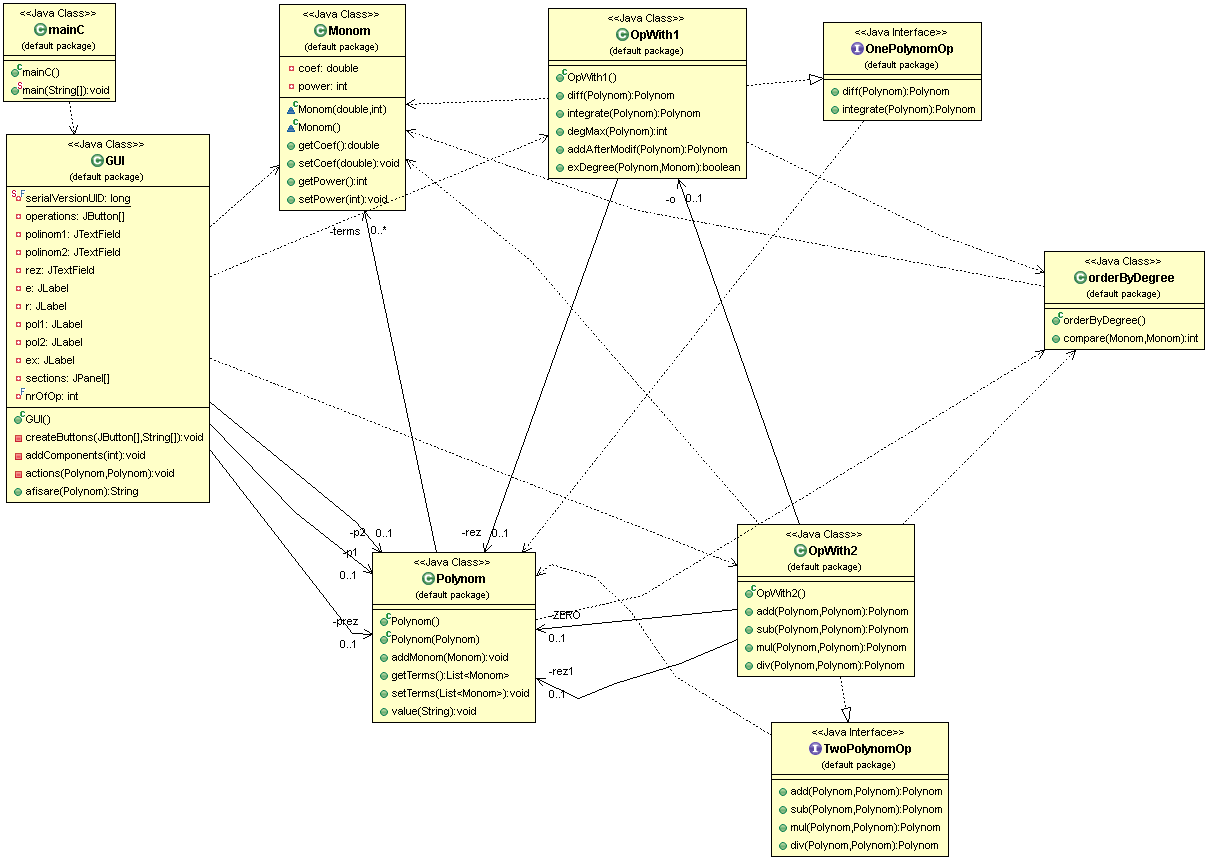 <<Java Class>>
mainC
(default package)
mainC()
main(String[]):void
<<Java Class>>
Monom
(default package)
coef: double
power: int
Monom(double,int)
Monom()
getCoef():double
setCoef(double):void
getPower():int
setPower(int):void
<<Java Class>>
OpWith1
(default package)
OpWith1()
diff(Polynom):Polynom
integrate(Polynom):Polynom
degMax(Polynom):int
addAfterModif(Polynom):Polynom
exDegree(Polynom,Monom):boolean
<<Java Interface>>
OnePolynomOp
(default package)
diff(Polynom):Polynom
integrate(Polynom):Polynom
<<Java Class>>
GUI
(default package)
serialVersionUID: long
operations: JButton[]
polinom1: JTextField
polinom2: JTextField
rez: JTextField
e: JLabel
r: JLabel
pol1: JLabel
pol2: JLabel
ex: JLabel
sections: JPanel[]
nrOfOp: int
GUI()
createButtons(JButton[],String[]):void
addComponents(int):void
actions(Polynom,Polynom):void
afisare(Polynom):String
-terms 0..*
-o 0..1
<<Java Class>>
orderByDegree
(default package)
orderByDegree()
compare(Monom,Monom):int
-p2 0..1
-p1
0..1
-prez
0..1
-rez 0..1
<<Java Class>>
Polynom
(default package)
Polynom()
Polynom(Polynom)
addMonom(Monom):void
getTerms():List<Monom>
setTerms(List<Monom>):void
value(String):void
-ZERO
0..1
-rez1
0..1
<<Java Class>>
OpWith2
(default package)
OpWith2()
add(Polynom,Polynom):Polynom
sub(Polynom,Polynom):Polynom
mul(Polynom,Polynom):Polynom
div(Polynom,Polynom):Polynom
<<Java Interface>>
TwoPolynomOp
(default package)
add(Polynom,Polynom):Polynom
sub(Polynom,Polynom):Polynom
mul(Polynom,Polynom):Polynom
div(Polynom,Polynom):Polynom